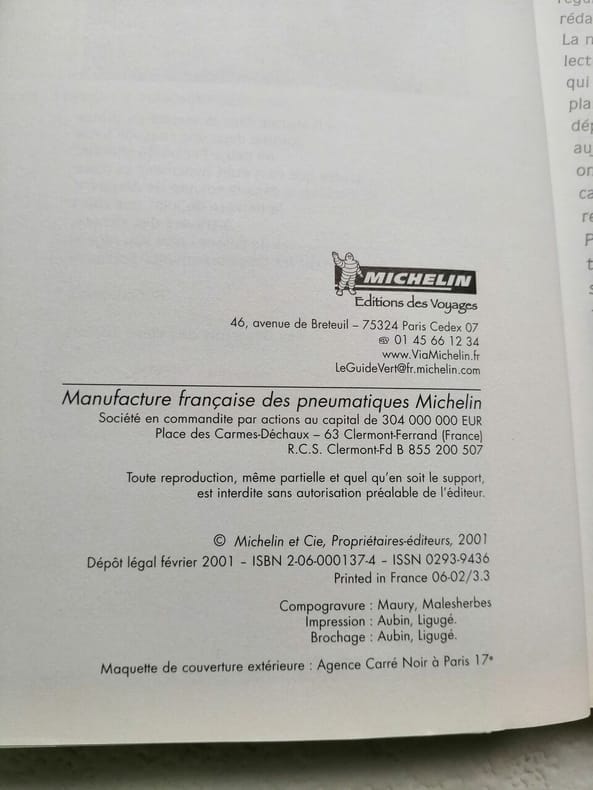 MICHELIN
Editions des Voyages
46, avenue de Breteuil – 75324 Paris Cedex 07
☎ 01 45 66 12 34
www.ViaMichelin.fr
LeGuideVert@fr.michelin.com
Manufacture française des pneumatiques Michelin
Société en commandite par actions au capital de 304 000 000 EUR
Place des Carmes-Déchaux – 63 Clermont-Ferrand (France)
R.C.S. Clermont-Fd B 855 200 507
Toute reproduction, même partielle et quel qu'en soit le support,
est interdite sans autorisation préalable de l'éditeur.
© Michelin et Cie, Propriétaires-éditeurs, 2001
Dépôt légal février 2001 – ISBN 2-06-000137-4 – ISSN 0293-9436
Printed in France 06-02/3.3
Compogravure : Maury, Malesherbes
Impression : Aubin, Ligugé.
Brochage : Aubin, Ligugé.
Maquette de couverture extérieure : Agence Carré Noir à Paris 17e
réda
La n
lect
qui
pla
dép
auj
on
ca
re
P
t
s